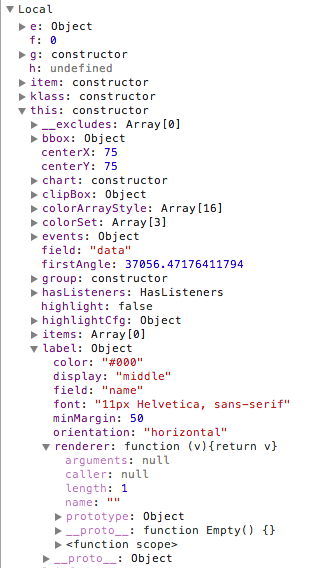 ▼ Local
▶ e: Object
f: 0
▶ g: constructor
h: undefined
▶ item: constructor
▶ klass: constructor
▼ this: constructor
▶ __excludes: Array[0]
▶ bbox: Object
centerX: 75
centerY: 75
▶ chart: constructor
▶ clipBox: Object
▶ colorArrayStyle: Array[16]
▶ colorSet: Array[3]
▶ events: Object
field: "data"
firstAngle: 37056.47176411794
▶ group: constructor
▶ hasListeners: HasListeners
highlight: false
▶ highlightCfg: Object
▶ items: Array[0]
▼ label: Object
color: "#000"
display: "middle"
field: "name"
font: "11px Helvetica, sans-serif"
minMargin: 50
orientation: "horizontal"
▼ renderer: function (v){return v}
arguments: null
caller: null
length: 1
name: ""
▶ prototype: Object
▶ __proto__: function Empty() {}
▶ <function scope>
▶ __proto__: Object